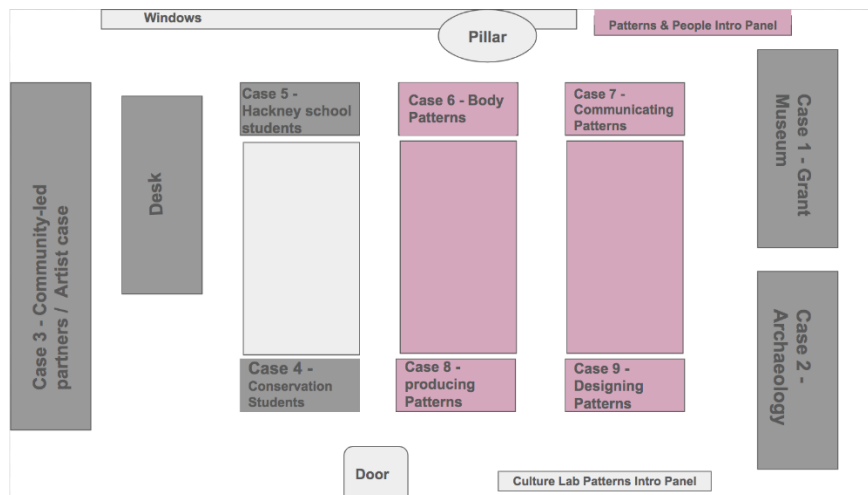 Windows
Pillar
Patterns & People Intro Panel
Case 5 -
Hackney school
students
Case 6 - Body
Patterns
Case 7 -
Communicating
Patterns
Case 1 - Grant
Museum
Case 3 - Community-led
partners / Artist case
Desk
Case 4 -
Conservation
Students
Case 8 -
producing
Patterns
Case 9 -
Designing
Patterns
Case 2 -
Archaeology
Door
Culture Lab Patterns Intro Panel